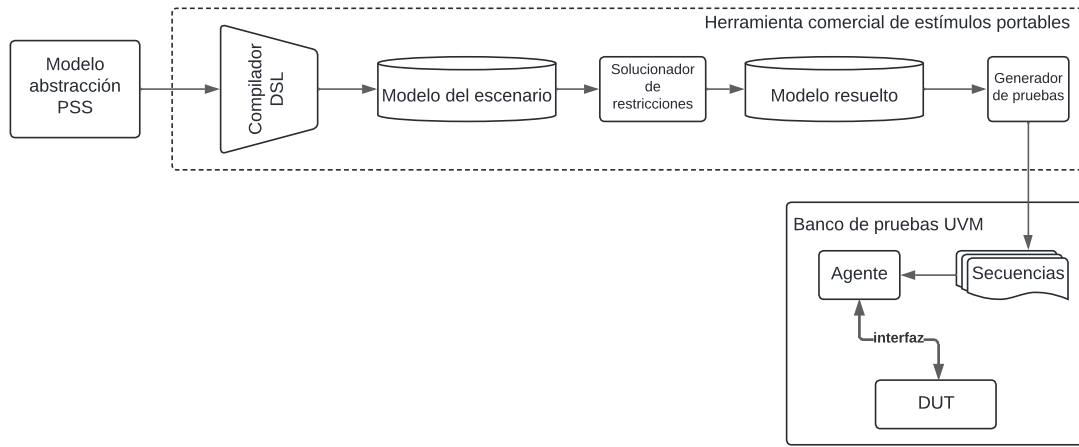 Herramienta comercial de estímulos portables
Modelo
abstracción
PSS
Compilador
DSL
Modelo del escenario
Solucionador
de
restricciones
Modelo resuelto
Generador
de pruebas
Banco de pruebas UVM
Agente
Secuencias
interfaz
DUT